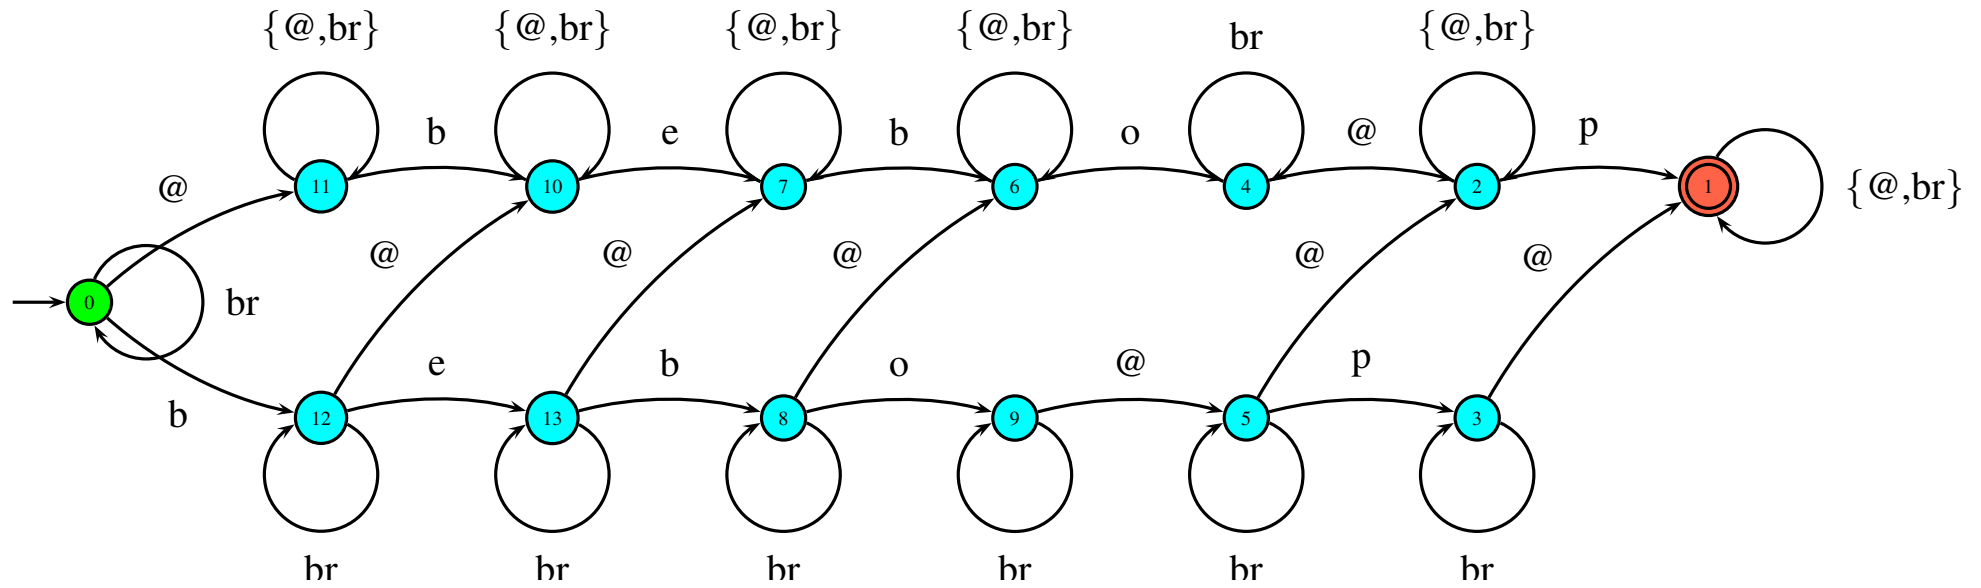 {@,br} {@,br} {@,br} {@,br} br {@,br}
b e b o @ p
@ 11 10 7 6 4 2 1 {@,br}
@ @ @ @ @
0 br
e b o @ p
b 12 13 8 9 5 3
br br br br br br